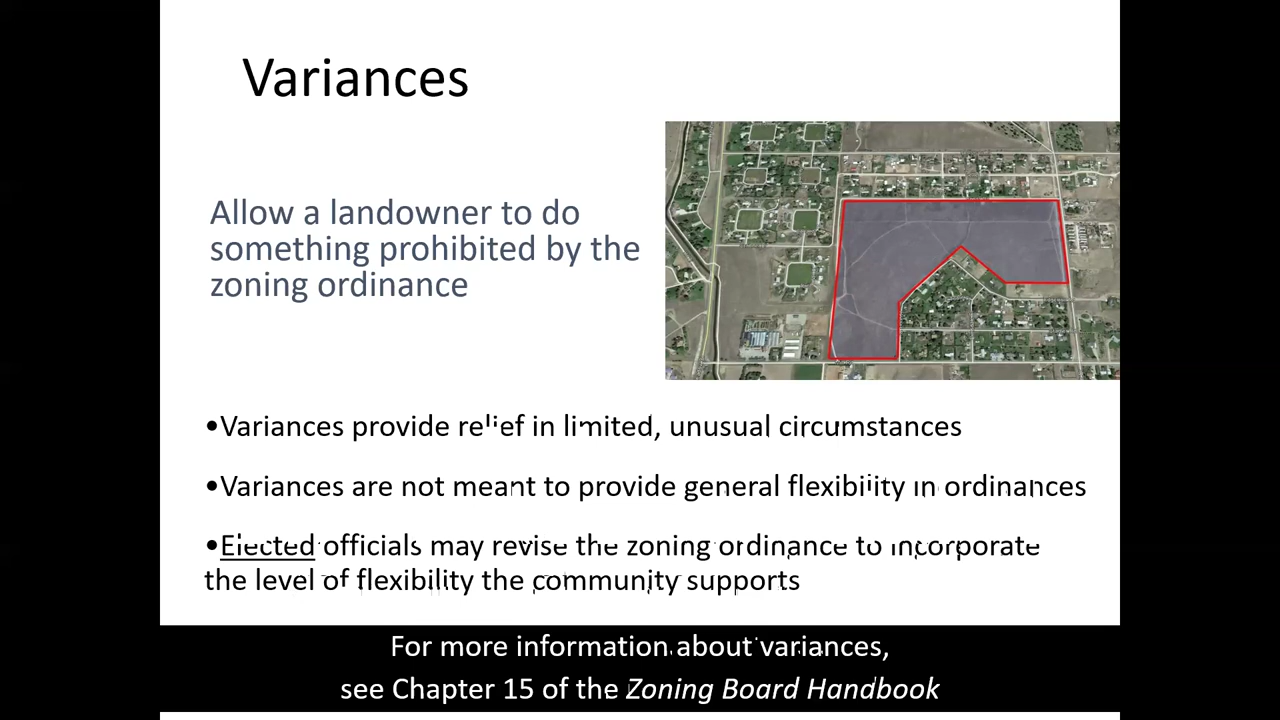 Variances
Allow a landowner to do
something prohibited by the
zoning ordinance
•Variances provide relief in limited, unusual circumstances
•Variances are not meant to provide general flexibility in ordinances
•Elected officials may revise the zoning ordinance to incorporate
the level of flexibility the community supports
For more information about variances,
see Chapter 15 of the Zoning Board Handbook